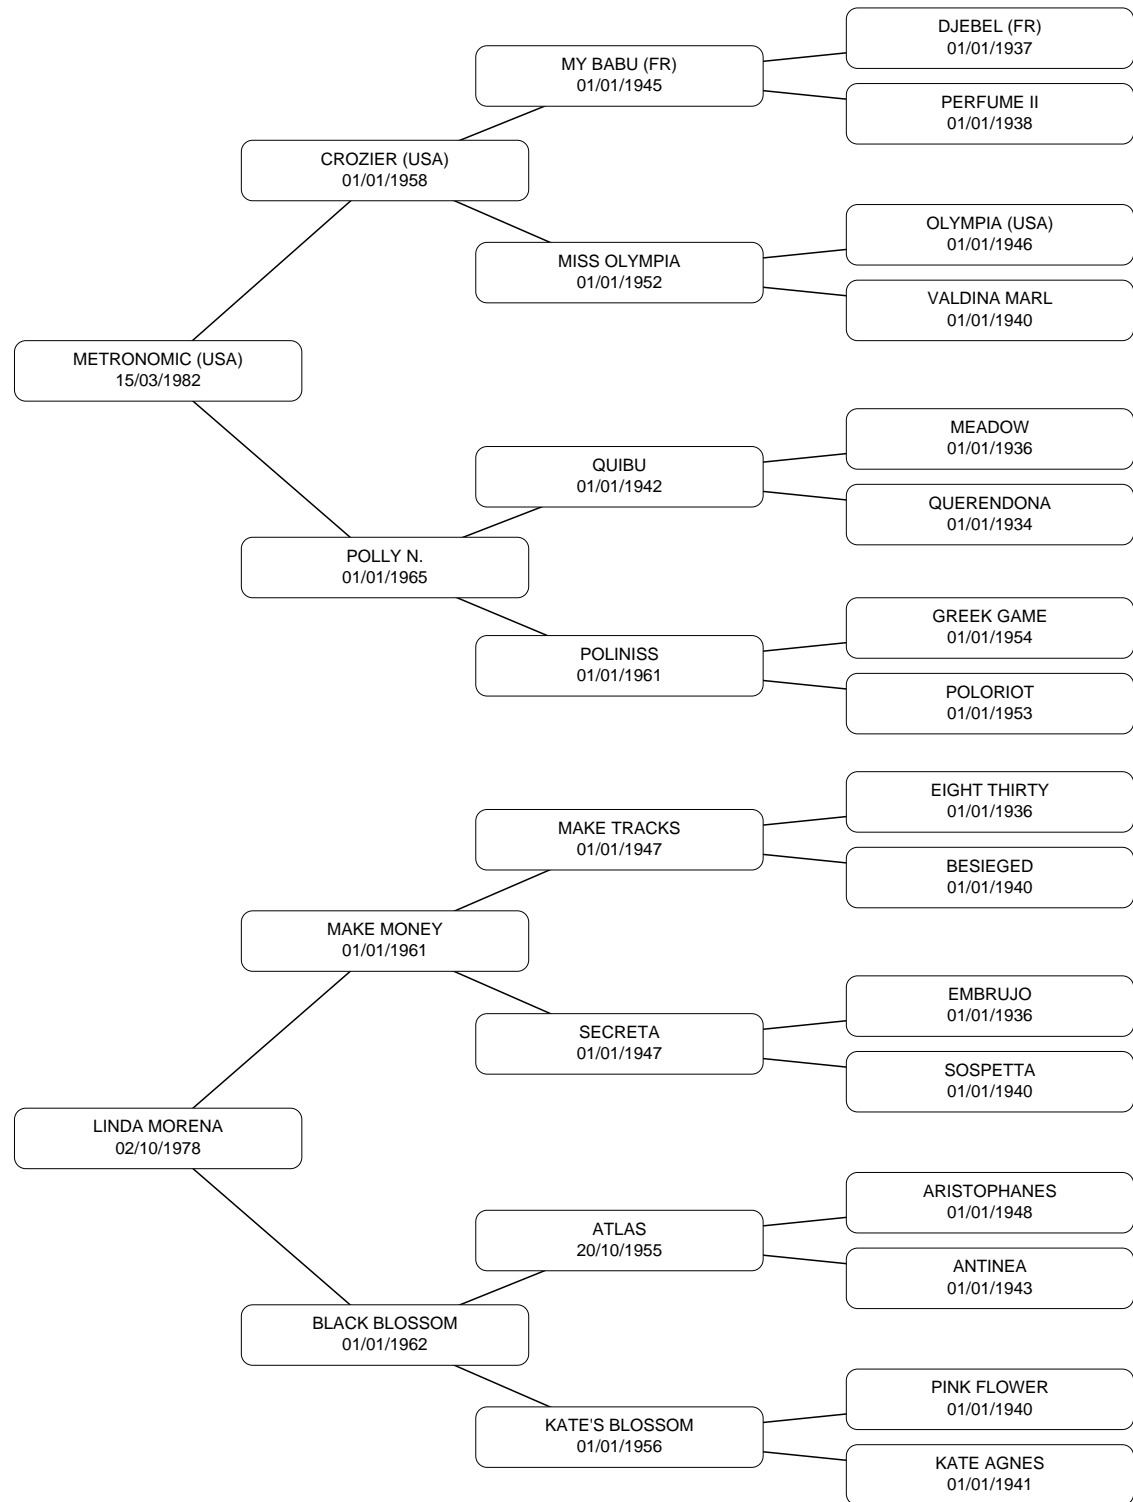 DJEBEL (FR)
01/01/1937
MY BABU (FR)
01/01/1945
PERFUME II
01/01/1938
CROZIER (USA)
01/01/1958
OLYMPIA (USA)
01/01/1946
MISS OLYMPIA
01/01/1952
VALDINA MARL
01/01/1940
METRONOMIC (USA)
15/03/1982
MEADOW
01/01/1936
QUIBU
01/01/1942
QUERENDONA
01/01/1934
POLLY N.
01/01/1965
GREEK GAME
01/01/1954
POLINISS
01/01/1961
POLORIOT
01/01/1953
EIGHT THIRTY
01/01/1936
MAKE TRACKS
01/01/1947
BESIEGED
01/01/1940
MAKE MONEY
01/01/1961
EMBRUJO
01/01/1936
SECRETA
01/01/1947
SOSPETTA
01/01/1940
LINDA MORENA
02/10/1978
ARISTOPHANES
01/01/1948
ATLAS
20/10/1955
ANTINEA
01/01/1943
BLACK BLOSSOM
01/01/1962
PINK FLOWER
01/01/1940
KATE'S BLOSSOM
01/01/1956
KATE AGNES
01/01/1941